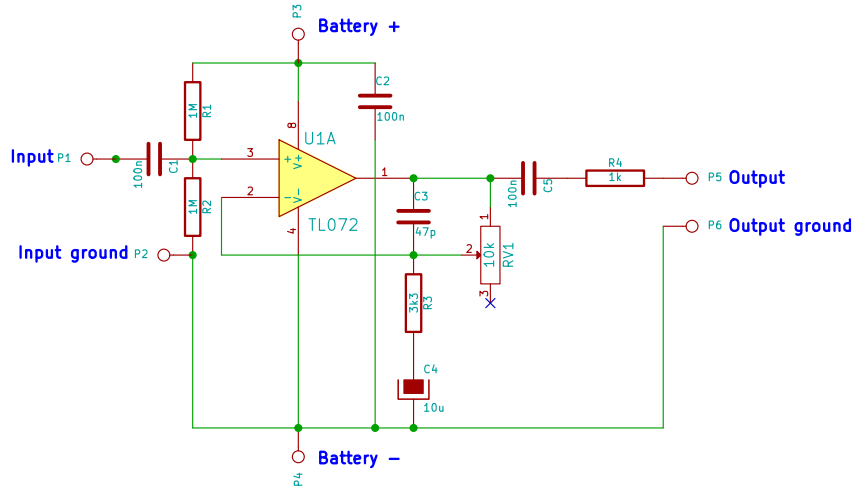 P3
Battery +
C2
100n
1M
R1
8
U1A
Input P1
100n
C1
3
+
V+
1
2
-
V-
4
TL072
C3
47p
1
10k
RV1
2
3
100n
C5
R4
1k
P5 Output
P6 Output ground
1M
R2
Input ground P2
3k3
R3
C4
10u
Battery -
P4